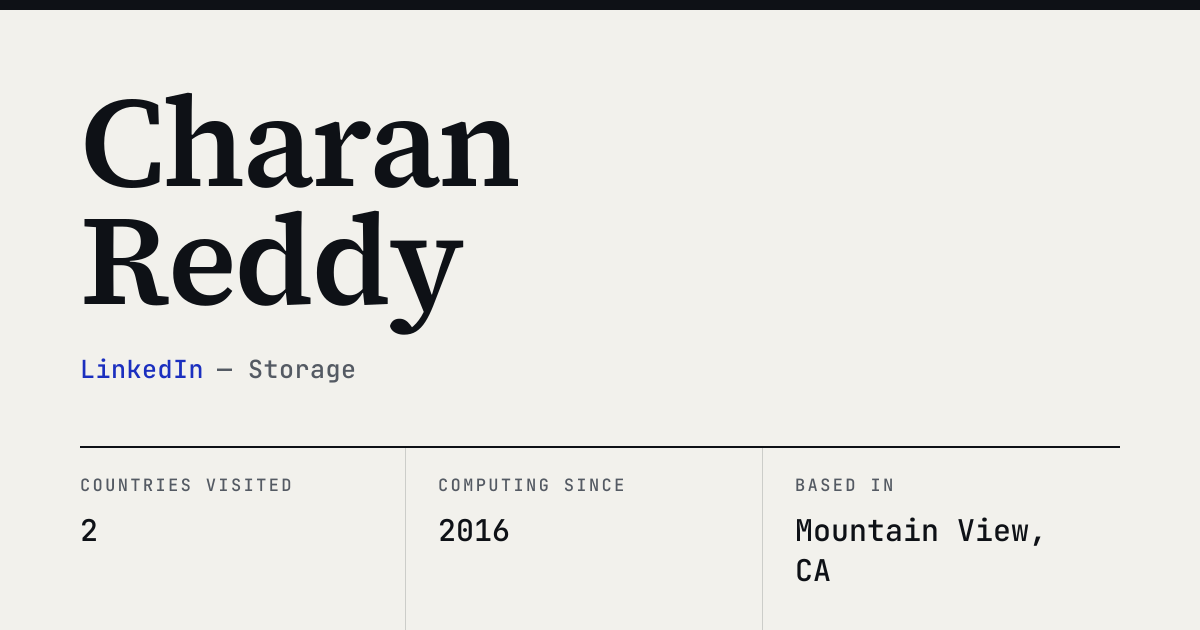 Charan
Reddy
LinkedIn — Storage
COUNTRIES VISITED
2
COMPUTING SINCE
2016
BASED IN
Mountain View,
CA